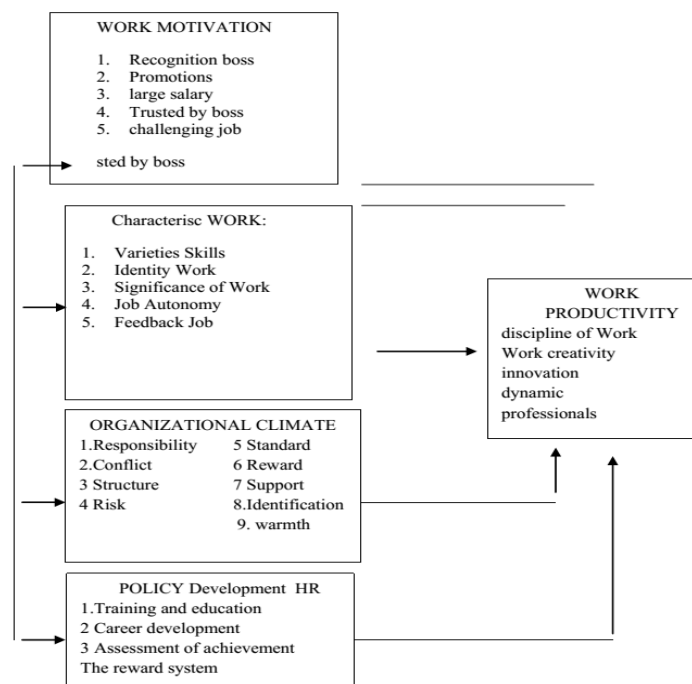 WORK MOTIVATION
1. Recognition boss
2. Promotions
3. large salary
4. Trusted by boss
5. challenging job
sted by boss
Characterisc WORK:
1. Varieties Skills
2. Identity Work
3. Significance of Work
4. Job Autonomy
5. Feedback Job
ORGANIZATIONAL CLIMATE
1.Responsibility 5 Standard
2.Conflict 6 Reward
3 Structure 7 Support
4 Risk 8.Identification
9. warmth
POLICY Development HR
1.Training and education
2 Career development
3 Assessment of achievement
The reward system
WORK
PRODUCTIVITY
discipline of Work
Work creativity
innovation
dynamic
professionals